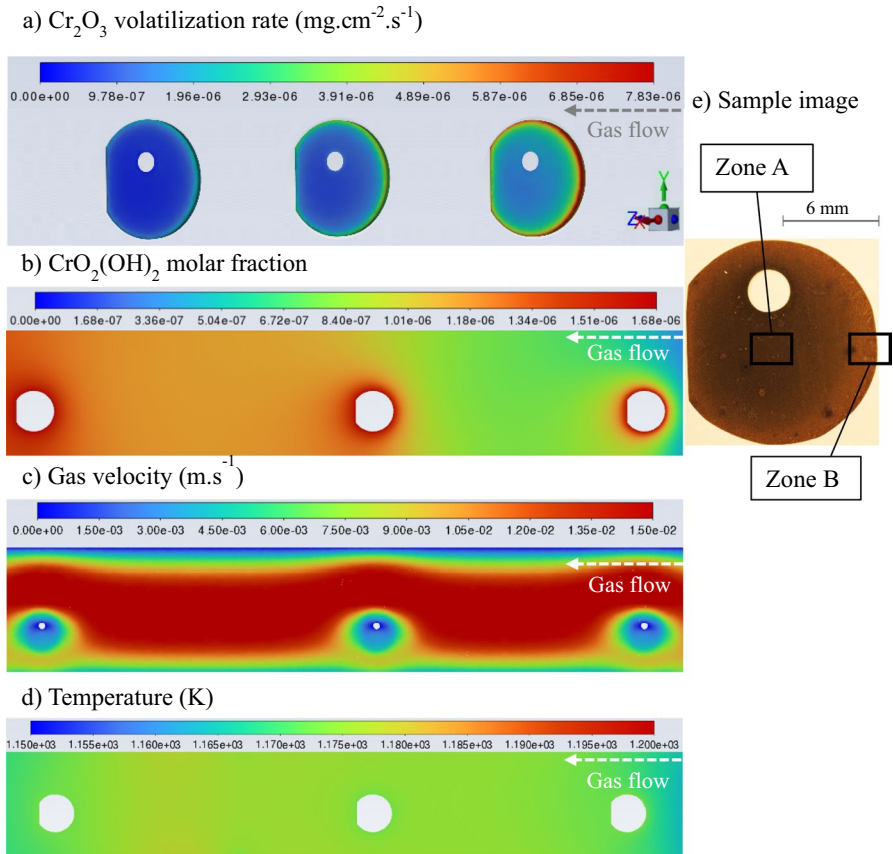 a) Cr₂O₃ volatilization rate (mg.cm⁻².s⁻¹)
0.00e+00 9.78e-07 1.96e-06 2.93e-06 3.91e-06 4.89e-06 5.87e-06 6.85e-06 7.83e-06
Gas flow
Y
Z X
e) Sample image
Zone A
6 mm
Zone B
b) CrO₂(OH)₂ molar fraction
0.00e+00 1.68e-07 3.36e-07 5.04e-07 6.72e-07 8.40e-07 1.01e-06 1.18e-06 1.34e-06 1.51e-06 1.68e-06
Gas flow
c) Gas velocity (m.s⁻¹)
0.00e+00 1.50e-03 3.00e-03 4.50e-03 6.00e-03 7.50e-03 9.00e-03 1.05e-02 1.20e-02 1.35e-02 1.50e-02
Gas flow
d) Temperature (K)
1.150e+03 1.155e+03 1.160e+03 1.165e+03 1.170e+03 1.175e+03 1.180e+03 1.185e+03 1.190e+03 1.195e+03 1.200e+03
Gas flow